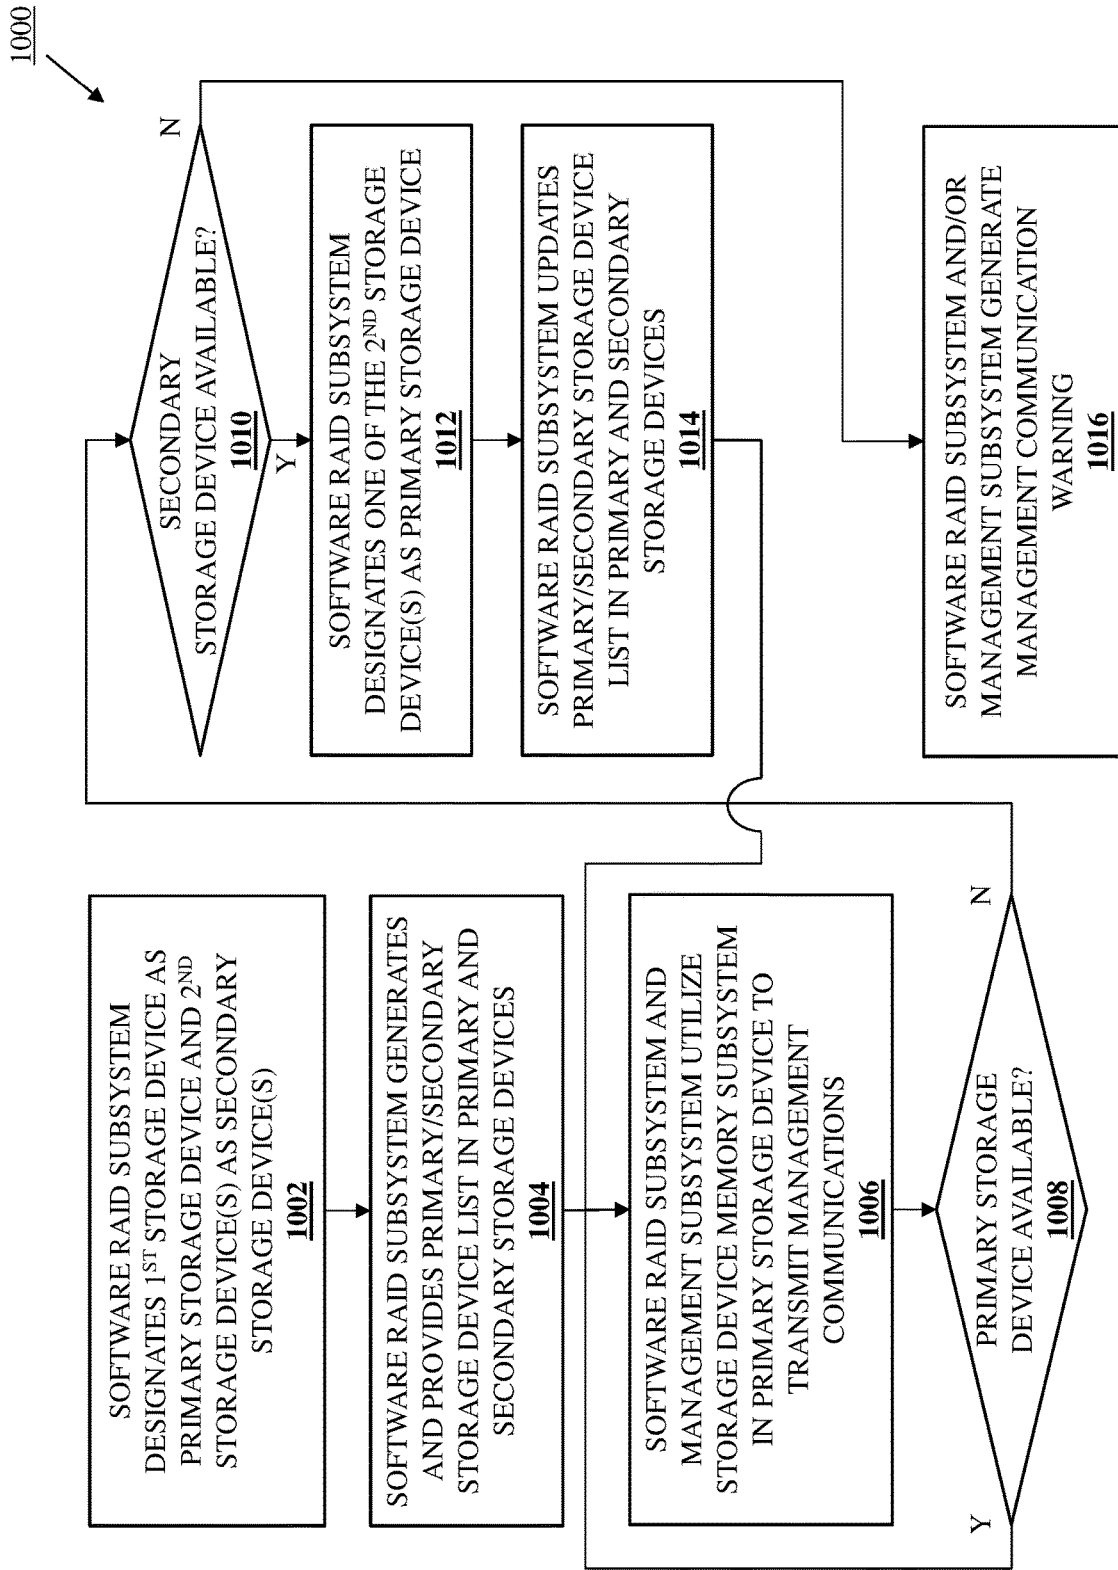 1000
SOFTWARE RAID SUBSYSTEM
DESIGNATES 1ST STORAGE DEVICE AS
PRIMARY STORAGE DEVICE AND 2ND
STORAGE DEVICE(S) AS SECONDARY
STORAGE DEVICE(S)
1002
SOFTWARE RAID SUBSYSTEM GENERATES
AND PROVIDES PRIMARY/SECONDARY
STORAGE DEVICE LIST IN PRIMARY AND
SECONDARY STORAGE DEVICES
1004
SOFTWARE RAID SUBSYSTEM AND
MANAGEMENT SUBSYSTEM UTILIZE
STORAGE DEVICE MEMORY SUBSYSTEM
IN PRIMARY STORAGE DEVICE TO
TRANSMIT MANAGEMENT
COMMUNICATIONS
1006
Y
PRIMARY STORAGE
DEVICE AVAILABLE?
1008
N
SECONDARY
STORAGE DEVICE AVAILABLE?
1010
N
Y
SOFTWARE RAID SUBSYSTEM
DESIGNATES ONE OF THE 2ND STORAGE
DEVICE(S) AS PRIMARY STORAGE DEVICE
1012
SOFTWARE RAID SUBSYSTEM UPDATES
PRIMARY/SECONDARY STORAGE DEVICE
LIST IN PRIMARY AND SECONDARY
STORAGE DEVICES
1014
SOFTWARE RAID SUBSYSTEM AND/OR
MANAGEMENT SUBSYSTEM GENERATE
MANAGEMENT COMMUNICATION
WARNING
1016